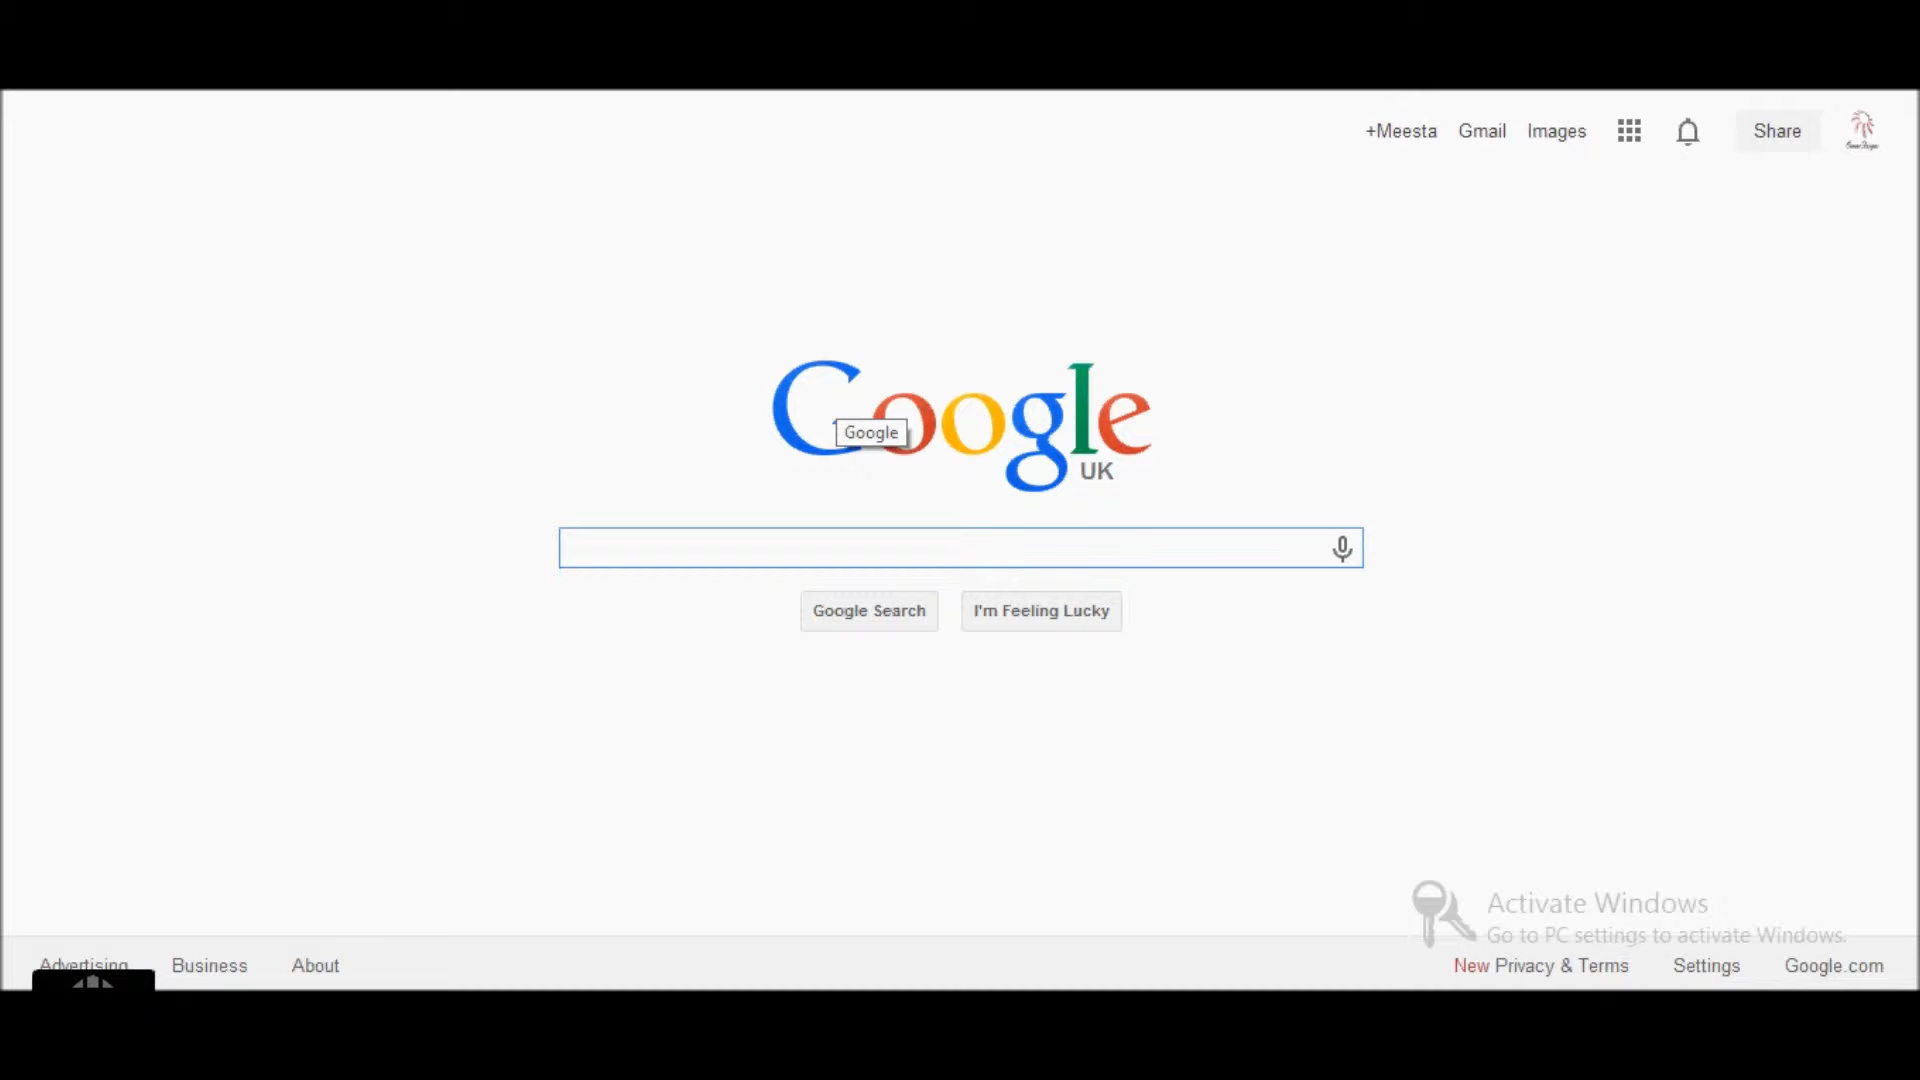 +Meesta Gmail Images Share
Google
Google
UK
Google Search I'm Feeling Lucky
Activate Windows
Go to PC settings to activate Windows.
Advertising Business About New Privacy & Terms Settings Google.com